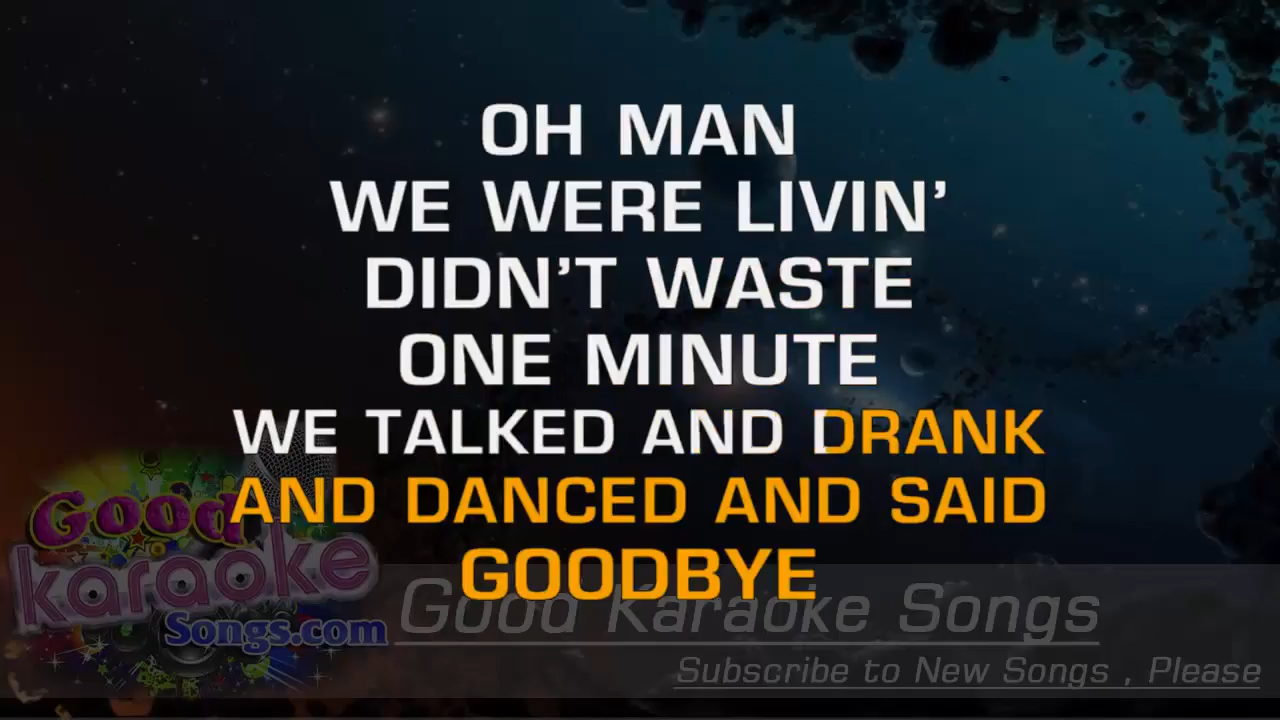 OH MAN
WE WERE LIVIN’
DIDN’T WASTE
ONE MINUTE
WE TALKED AND DRANK
AND DANCED AND SAID
GOODBYE
Good
karaoke
Songs.com
Good Karaoke Songs
Subscribe to New Songs , Please